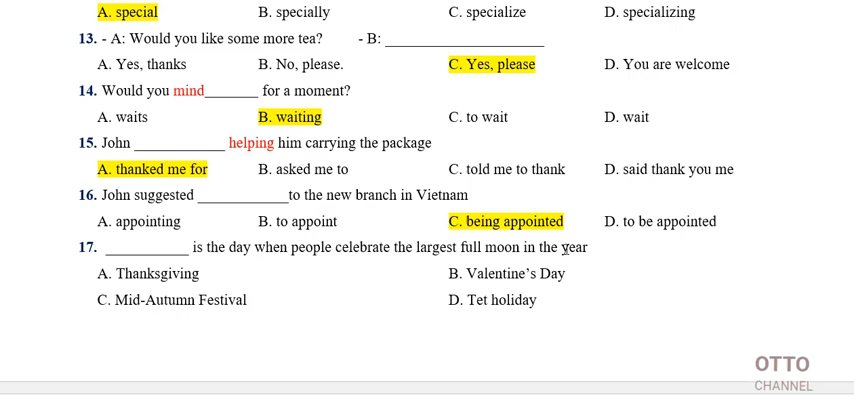 A. special B. specially C. specialize D. specializing
13. - A: Would you like some more tea? - B: ______________________
A. Yes, thanks B. No, please. C. Yes, please D. You are welcome
14. Would you mind_______ for a moment?
A. waits B. waiting C. to wait D. wait
15. John ____________ helping him carrying the package
A. thanked me for B. asked me to C. told me to thank D. said thank you me
16. John suggested ____________to the new branch in Vietnam
A. appointing B. to appoint C. being appointed D. to be appointed
17. ___________ is the day when people celebrate the largest full moon in the year
A. Thanksgiving B. Valentine’s Day
C. Mid-Autumn Festival D. Tet holiday
OTTO
CHANNEL